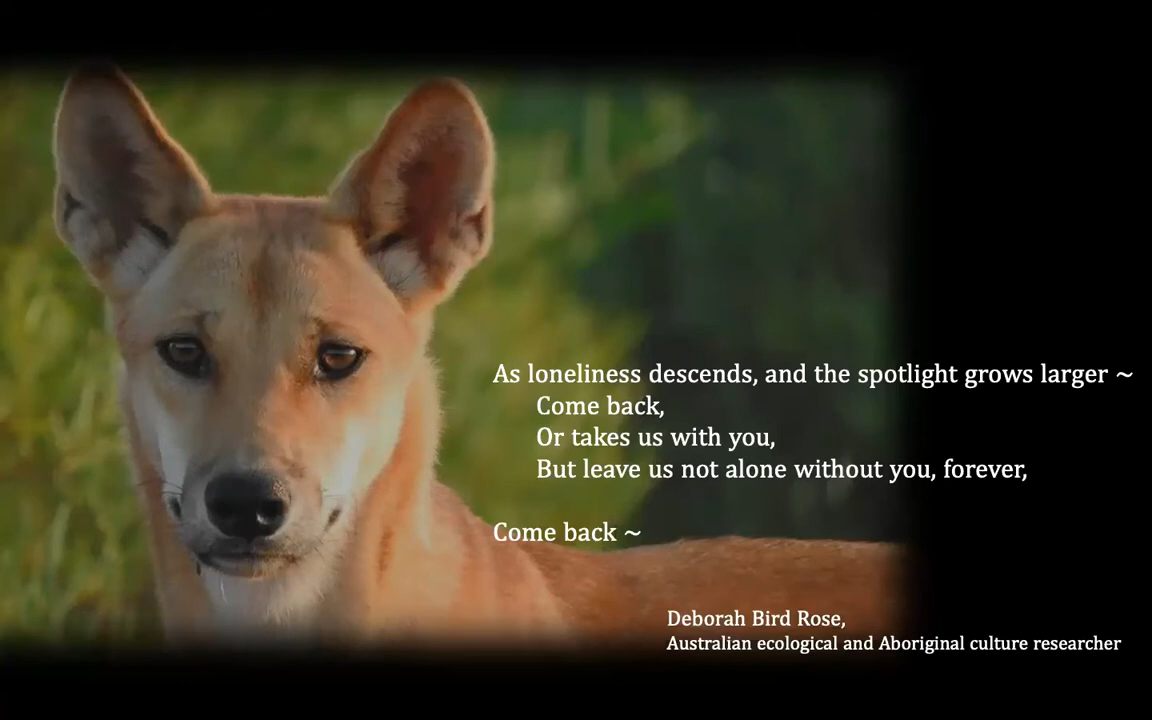 As loneliness descends, and the spotlight grows larger ~
Come back,
Or takes us with you,
But leave us not alone without you, forever,
Come back ~
Deborah Bird Rose,
Australian ecological and Aboriginal culture researcher